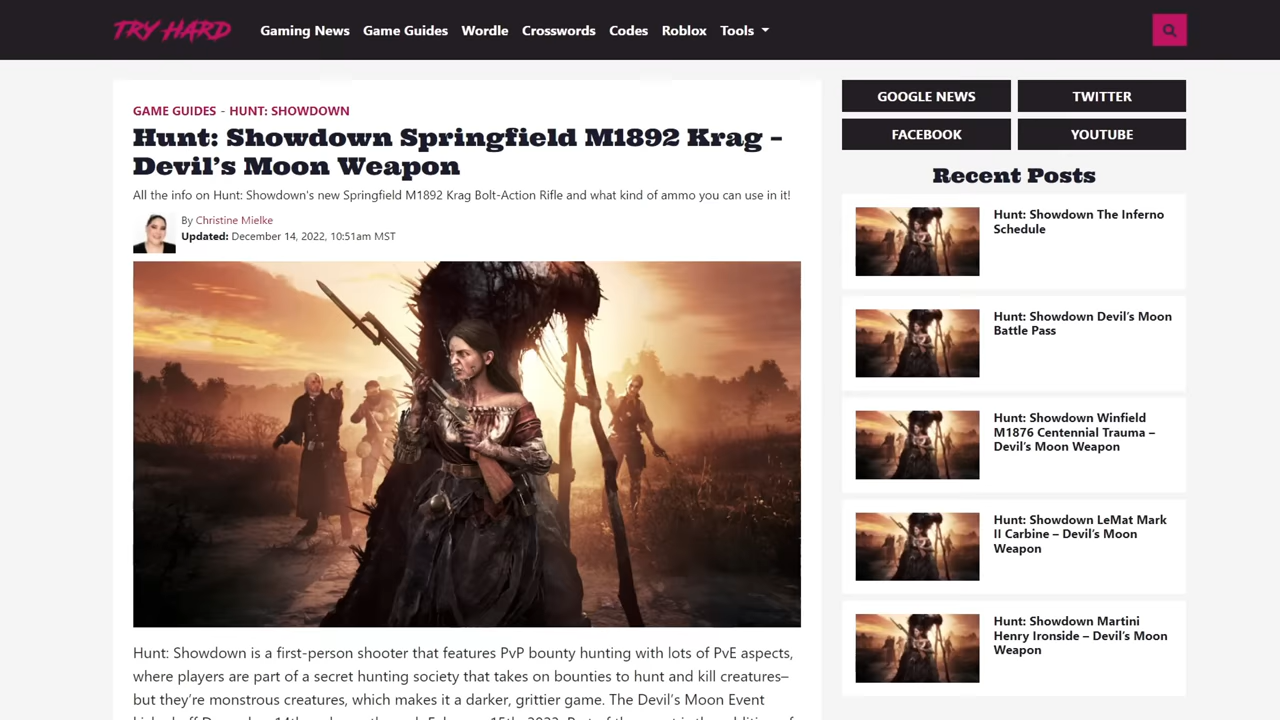 TRY HARD
Gaming News Game Guides Wordle Crosswords Codes Roblox Tools
GAME GUIDES - HUNT: SHOWDOWN
Hunt: Showdown Springfield M1892 Krag –
Devil's Moon Weapon
All the info on Hunt: Showdown's new Springfield M1892 Krag Bolt-Action Rifle and what kind of ammo you can use in it!
By Christine Mielke
Updated: December 14, 2022, 10:51am MST
Hunt: Showdown is a first-person shooter that features PvP bounty hunting with lots of PvE aspects,
where players are part of a secret hunting society that takes on bounties to hunt and kill creatures–
but they're monstrous creatures, which makes it a darker, grittier game. The Devil's Moon Event
GOOGLE NEWS
TWITTER
FACEBOOK
YOUTUBE
Recent Posts
Hunt: Showdown The Inferno
Schedule
Hunt: Showdown Devil's Moon
Battle Pass
Hunt: Showdown Winfield
M1876 Centennial Trauma –
Devil's Moon Weapon
Hunt: Showdown LeMat Mark
II Carbine – Devil's Moon
Weapon
Hunt: Showdown Martini
Henry Ironside – Devil's Moon
Weapon